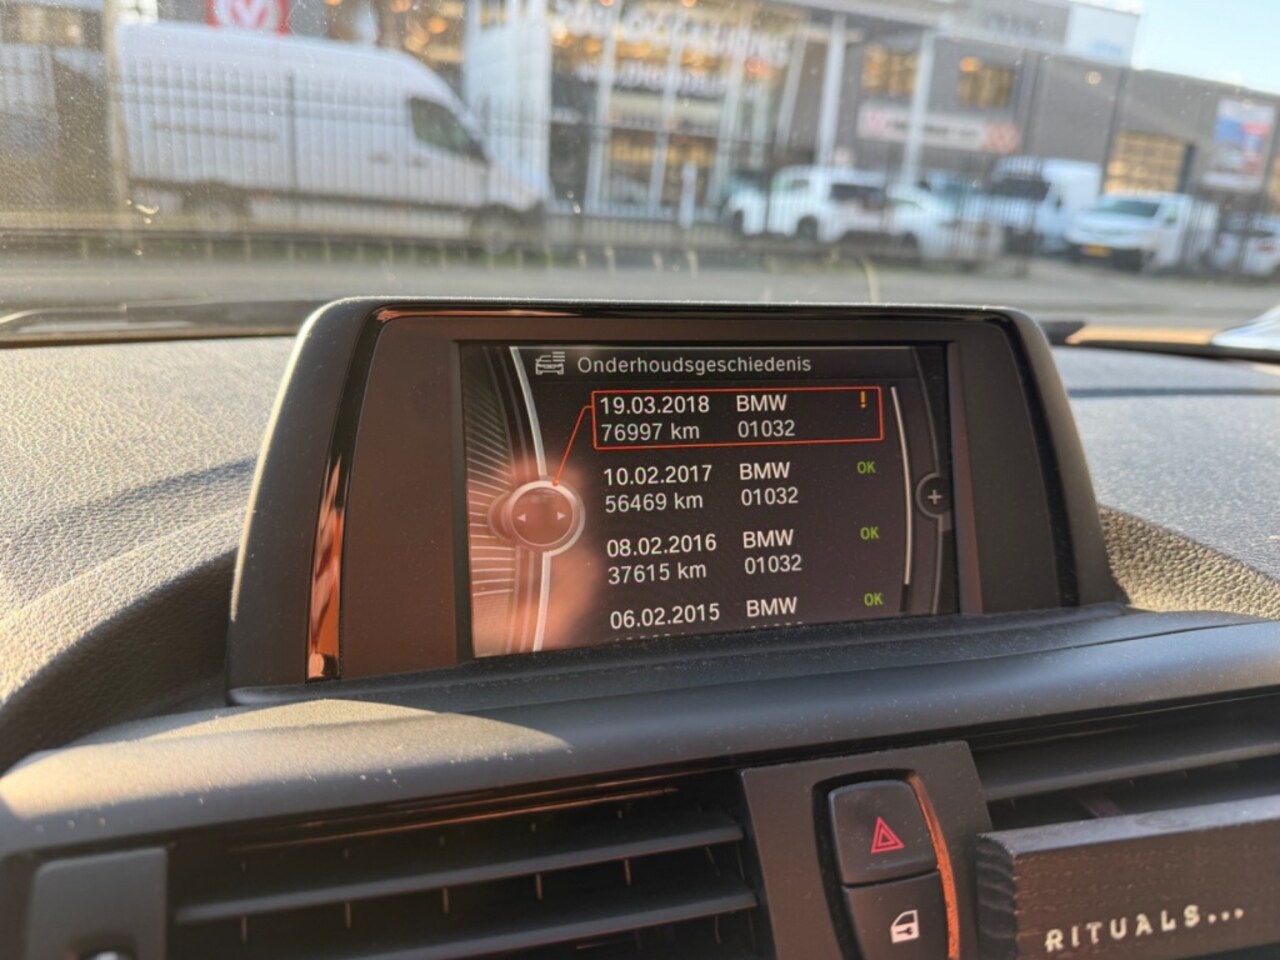 Onderhoudsgeschiedenis
19.03.2018 BMW !
76997 km 01032
10.02.2017 BMW OK
56469 km 01032
08.02.2016 BMW OK
37615 km 01032
06.02.2015 BMW OK
RITUALS...